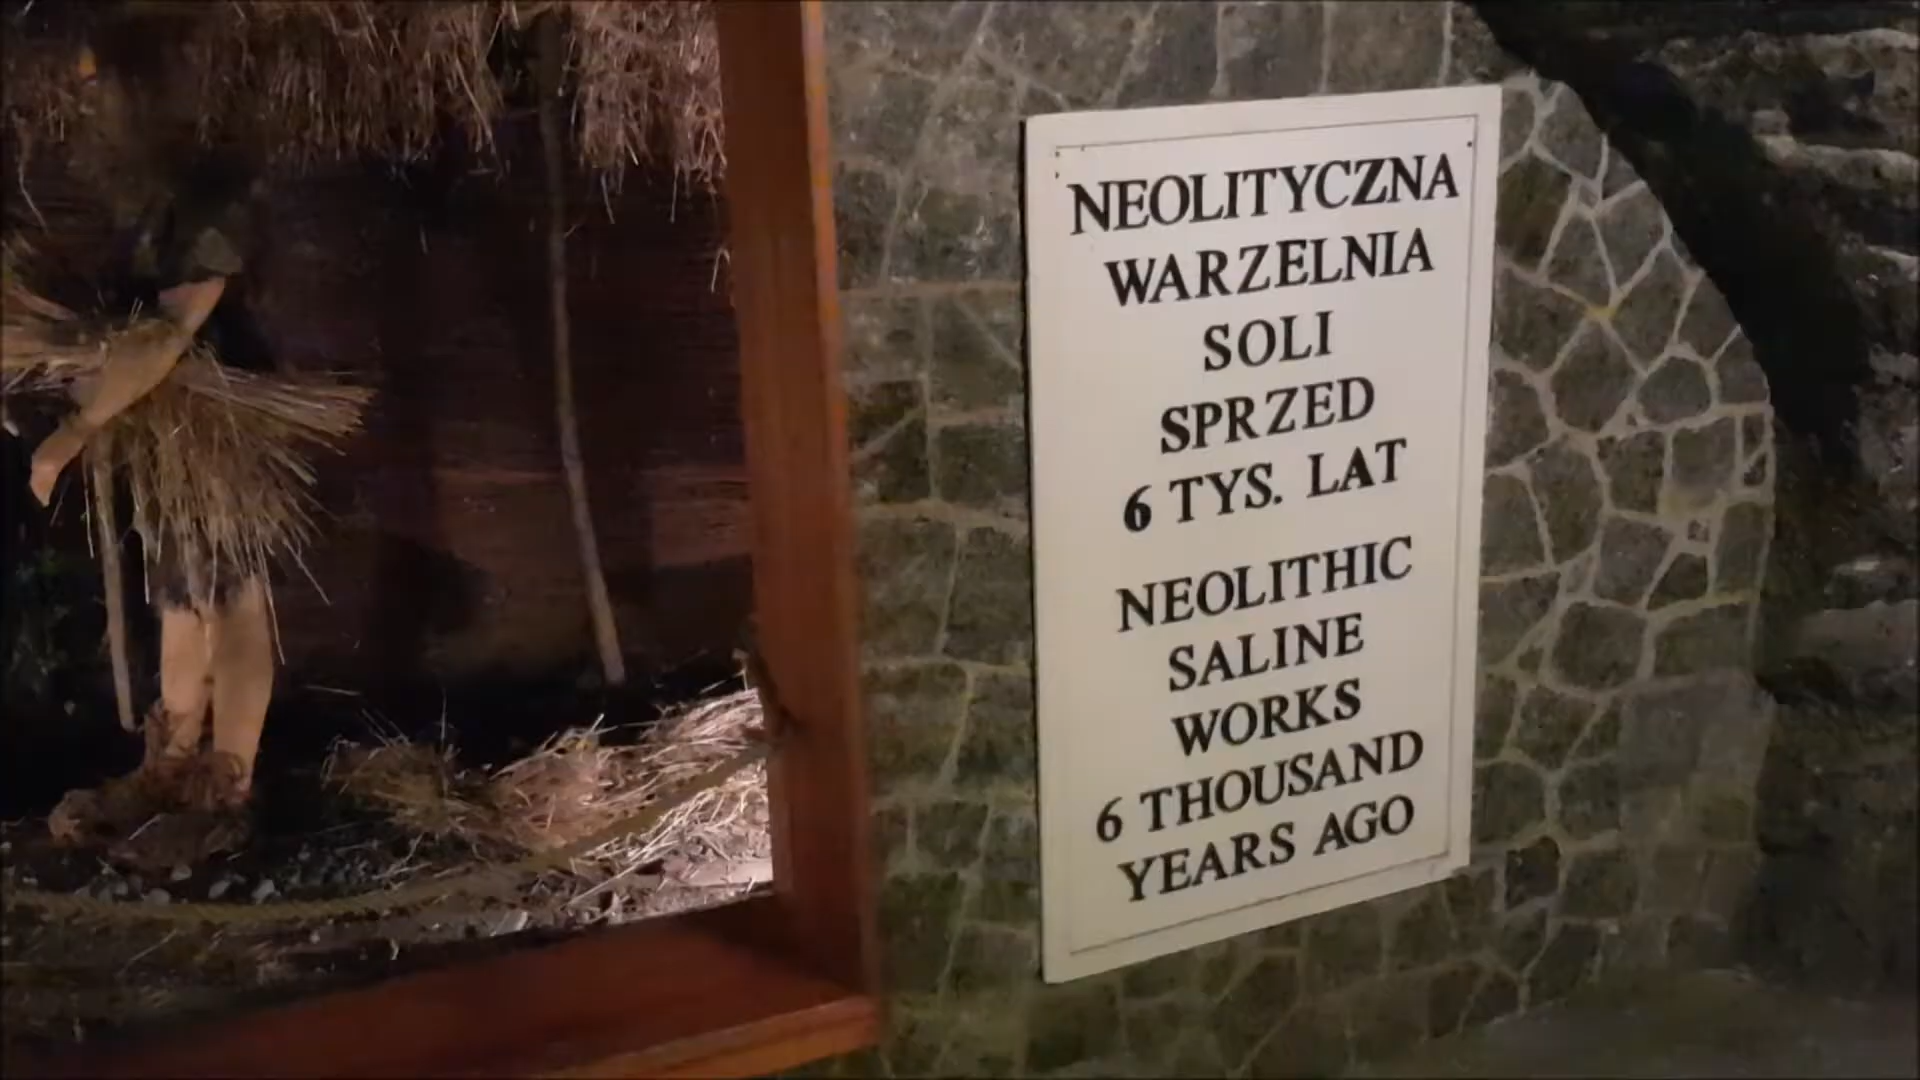 NEOLITYCZNA
WARZELNIA
SOLI
SPRZED
6 TYS. LAT
NEOLITHIC
SALINE
WORKS
6 THOUSAND
YEARS AGO